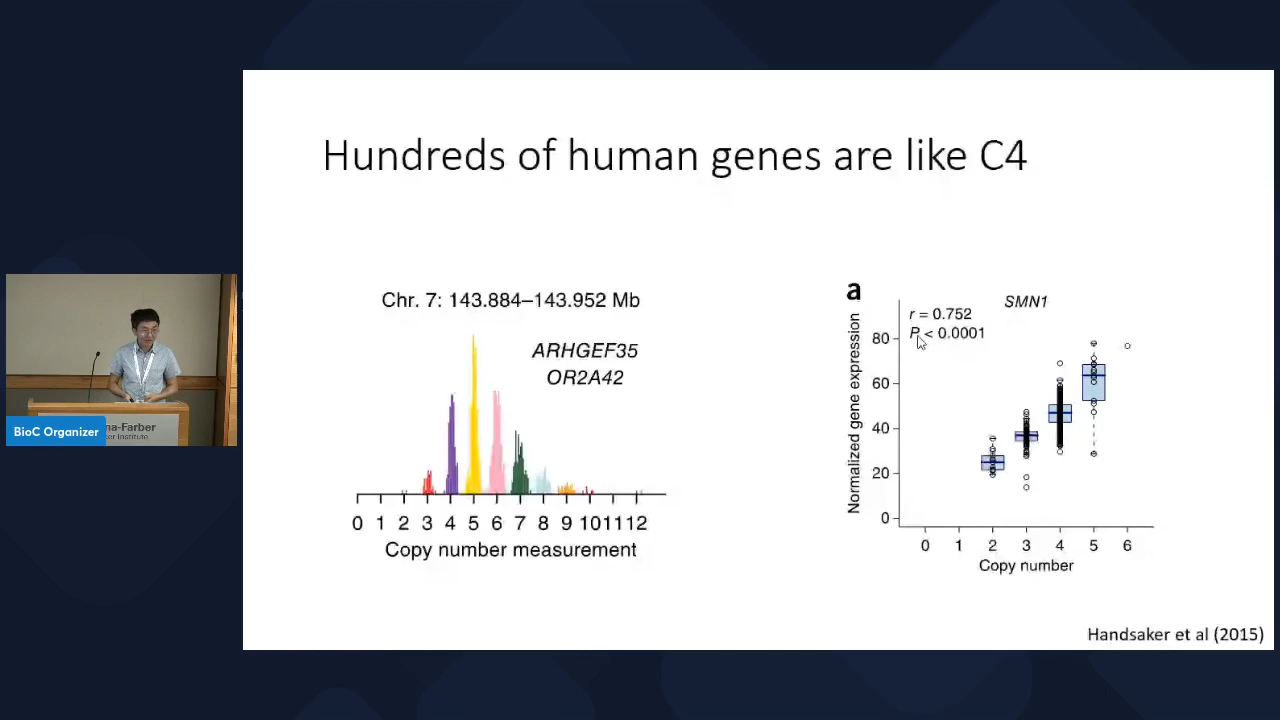 Hundreds of human genes are like C4
Chr. 7: 143.884–143.952 Mb
ARHGEF35
OR2A42
0 1 2 3 4 5 6 7 8 9 10 11 12
Copy number measurement
a
SMN1
r = 0.752
P < 0.0001
Normalized gene expression
80
60
40
20
0
0 1 2 3 4 5 6
Copy number
Handsaker et al (2015)
BioC Organizer
na-Farber
er Institute